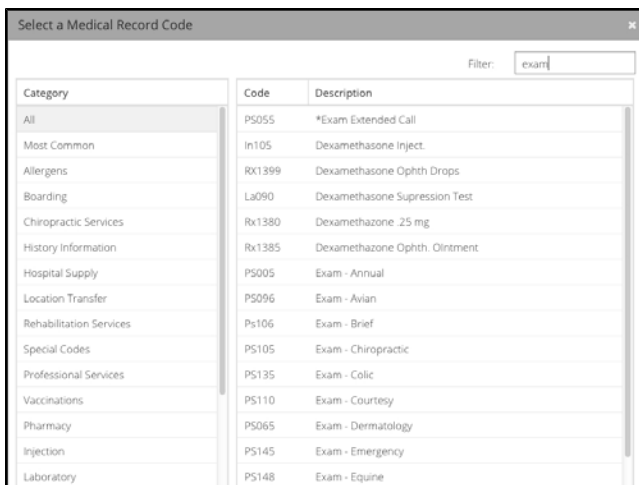 Select a Medical Record Code ×
Filter: exam
Category Code Description
All PS055 *Exam Extended Call
Most Common In105 Dexamethasone Inject.
Allergens RX1399 Dexamethasone Ophth Drops
Boarding La090 Dexamethasone Supression Test
Chiropractic Services Rx1380 Dexamethazone .25 mg
History Information Rx1385 Dexamethazone Ophth. OIntment
Hospital Supply PS005 Exam - Annual
Location Transfer PS096 Exam - Avian
Rehabilitation Services Ps106 Exam - Brief
Special Codes PS105 Exam - Chiropractic
Professional Services PS135 Exam - Colic
Vaccinations PS110 Exam - Courtesy
Pharmacy PS065 Exam - Dermatology
Injection PS145 Exam - Emergency
Laboratory PS148 Exam - Equine